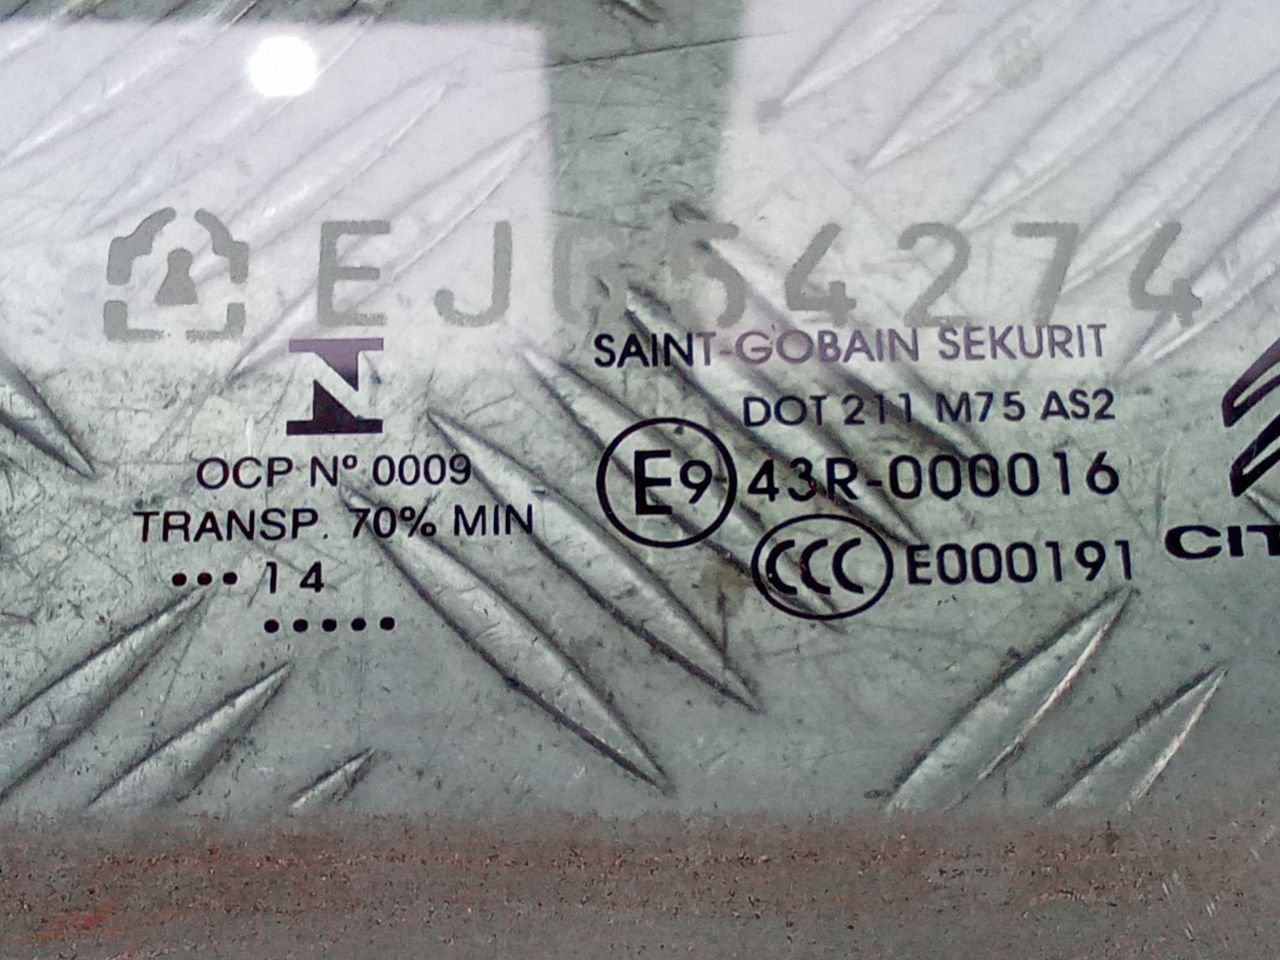 OCP Nº 0009
TRANSP. 70% MIN
••• 14
•••••
SAINT-GOBAIN SEKURIT
DOT 211 M75 AS2
E9 43R-000016
CCC E000191
CIT